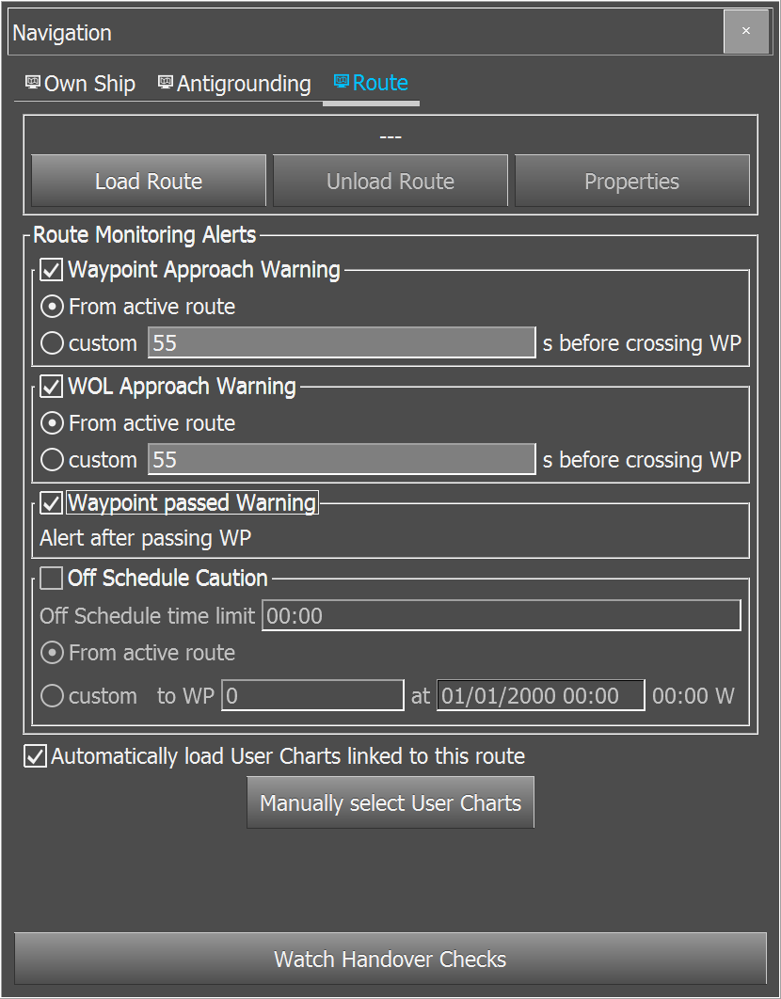 Navigation ×
Own Ship Antigrounding Route
---
Load Route Unload Route Properties
Route Monitoring Alerts
Waypoint Approach Warning
From active route
custom 55 s before crossing WP
WOL Approach Warning
From active route
custom 55 s before crossing WP
Waypoint passed Warning
Alert after passing WP
Off Schedule Caution
Off Schedule time limit 00:00
From active route
custom to WP 0 at 01/01/2000 00:00 00:00 W
Automatically load User Charts linked to this route
Manually select User Charts
Watch Handover Checks